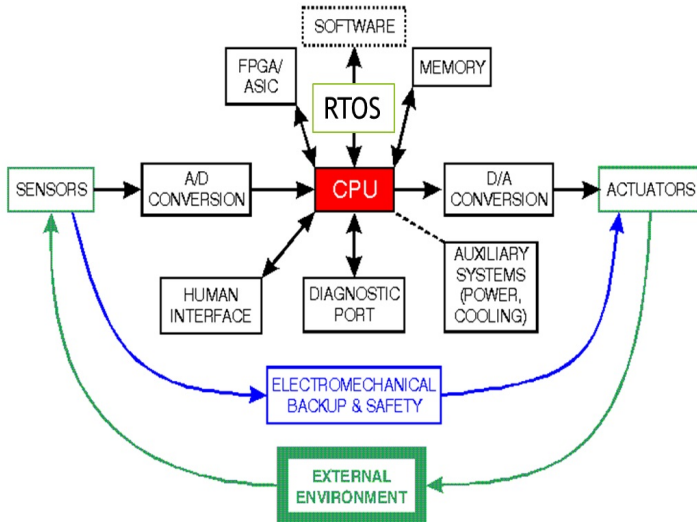 SOFTWARE
FPGA/
ASIC
MEMORY
RTOS
SENSORS
A/D
CONVERSION
CPU
D/A
CONVERSION
ACTUATORS
HUMAN
INTERFACE
DIAGNOSTIC
PORT
AUXILIARY
SYSTEMS
(POWER,
COOLING)
ELECTROMECHANICAL
BACKUP & SAFETY
EXTERNAL
ENVIRONMENT